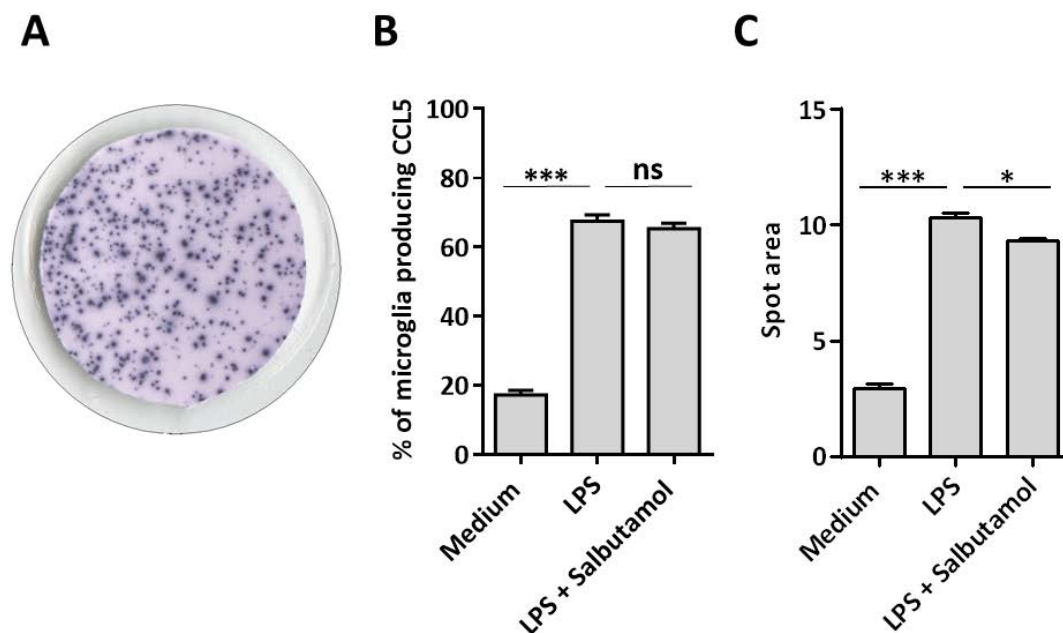 A
B
C
% of microglia producing CCL5
100
80
60
40
20
0
***
ns
Medium
LPS
LPS + Salbutamol
Spot area
15
10
5
0
***
*
Medium
LPS
LPS + Salbutamol